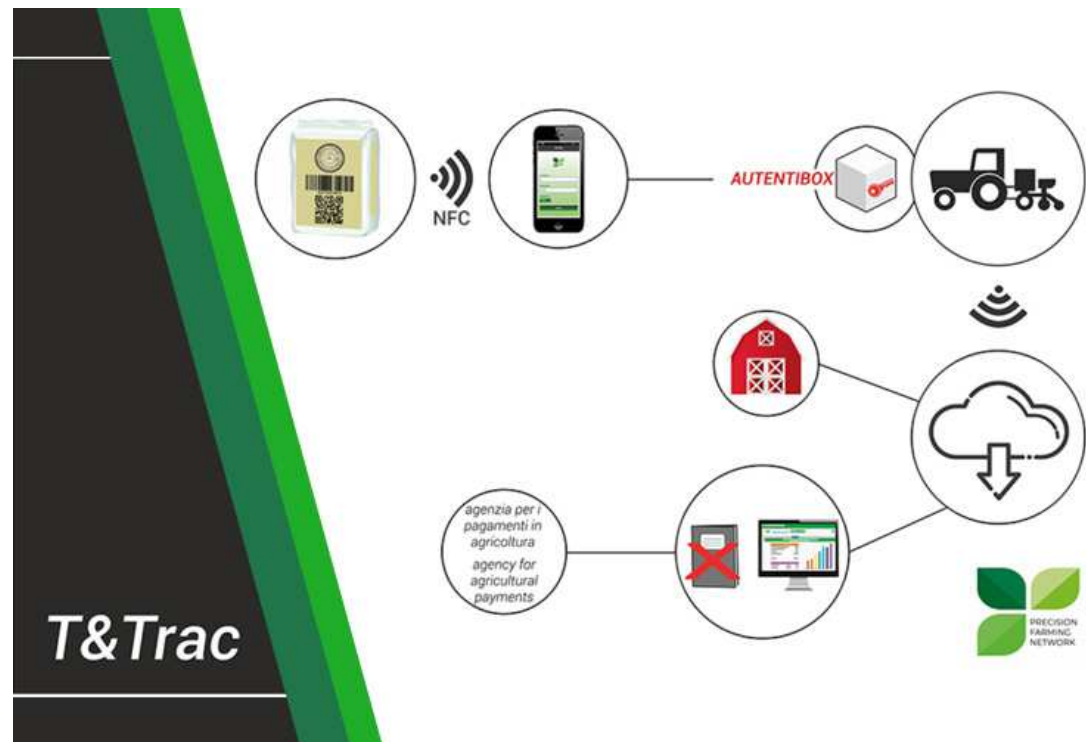 NFC
AUTENTIBOX
agenzia per i
pagamenti in
agricoltura
agency for
agricultural
payments
T&Trac
PRECISION
FARMING
NETWORK